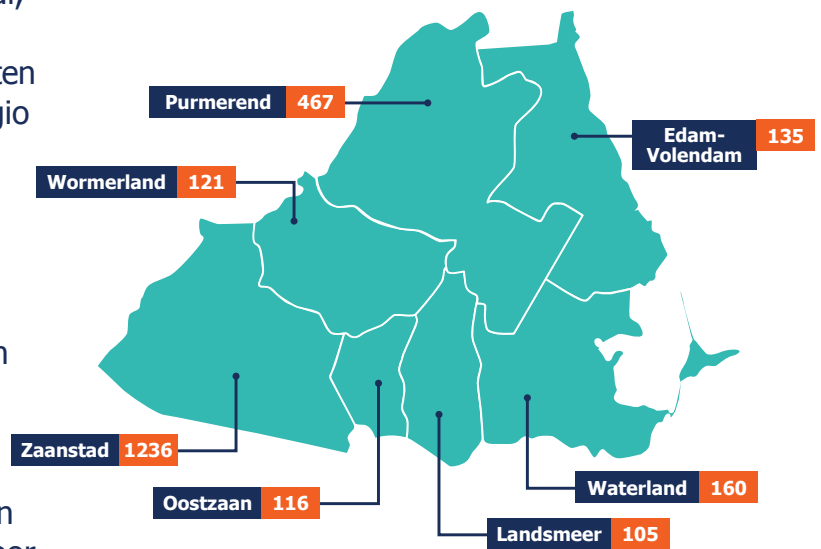 Purmerend 467
Edam-
Volendam 135
Wormerland 121
Zaanstad 1236
Oostzaan 116
Waterland 160
Landsmeer 105